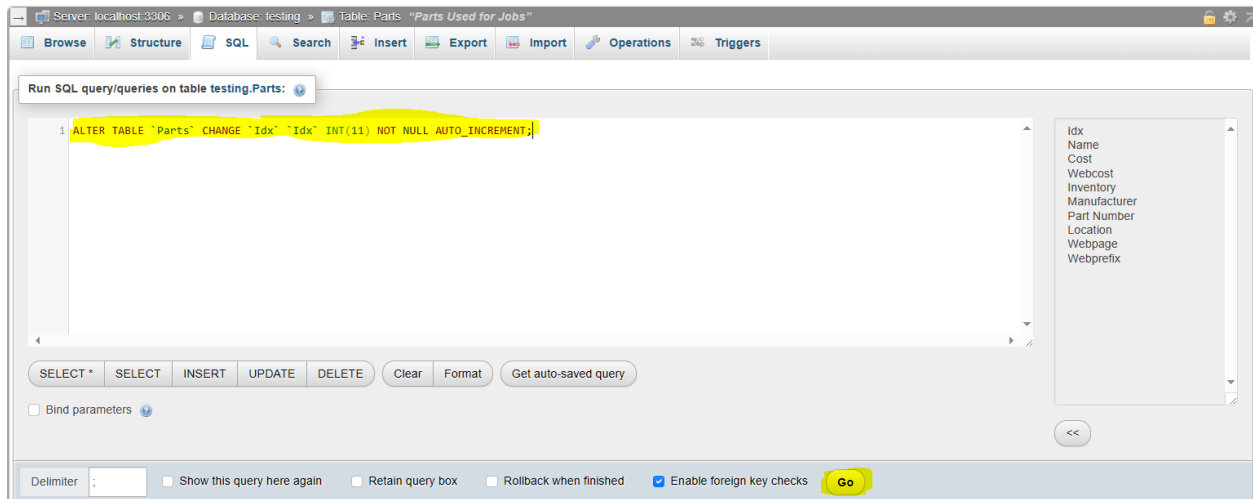 Server: localhost:3306 » Database: testing » Table: Parts "Parts Used for Jobs"
Browse Structure SQL Search Insert Export Import Operations Triggers
Run SQL query/queries on table testing.Parts:
1 ALTER TABLE `Parts` CHANGE `Idx` `Idx` INT(11) NOT NULL AUTO_INCREMENT;
Idx
Name
Cost
Webcost
Inventory
Manufacturer
Part Number
Location
Webpage
Webprefix
SELECT * SELECT INSERT UPDATE DELETE Clear Format Get auto-saved query
Bind parameters
<<
Delimiter ; Show this query here again Retain query box Rollback when finished Enable foreign key checks Go